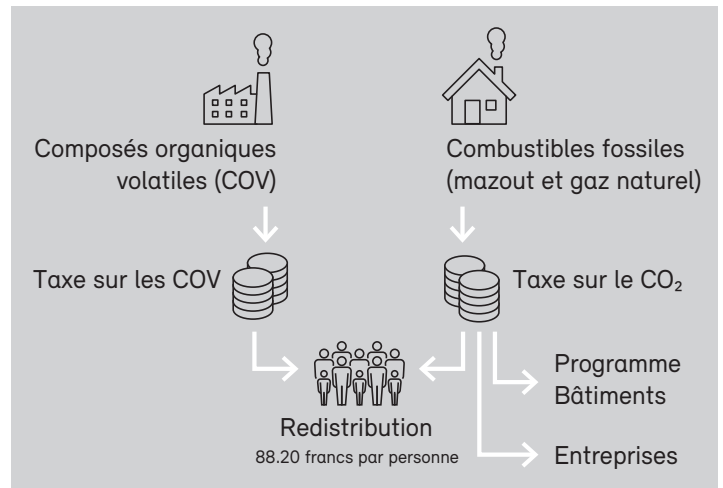 Composés organiques
volatiles (COV)
Combustibles fossiles
(mazout et gaz naturel)
Taxe sur les COV
Taxe sur le CO₂
Redistribution
88.20 francs par personne
Programme
Bâtiments
Entreprises